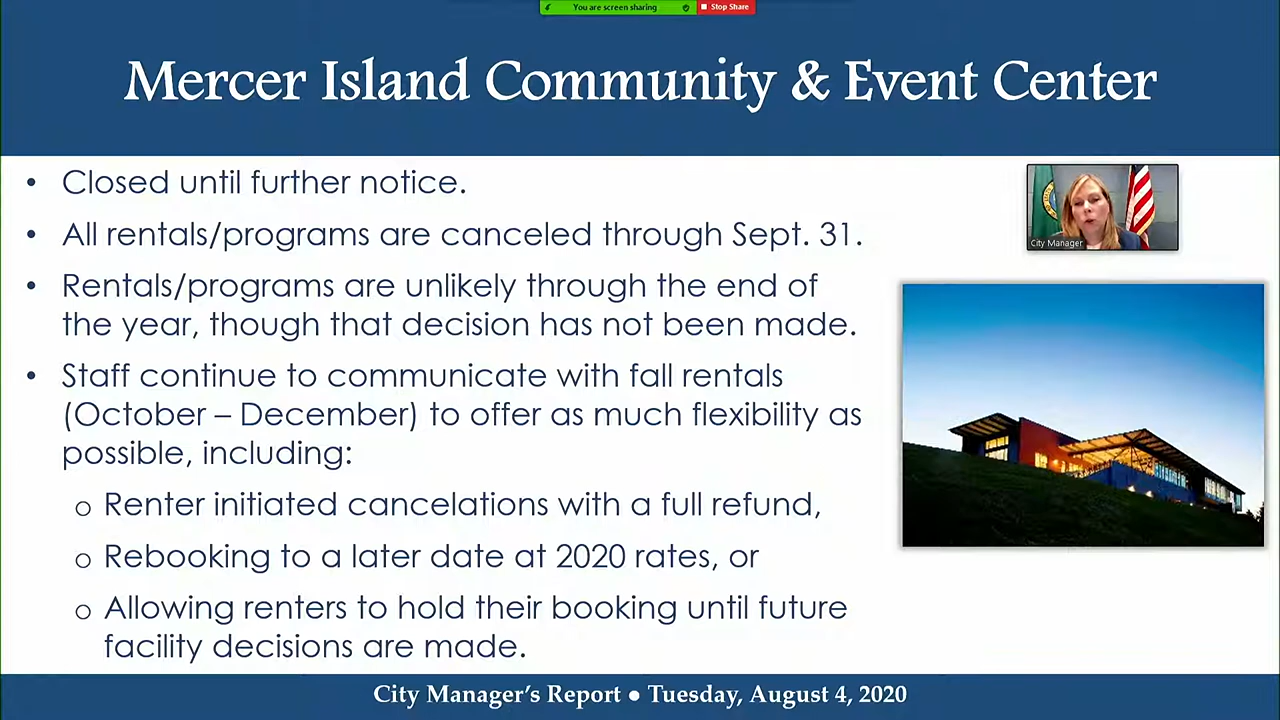 You are screen sharing
Stop Share
Mercer Island Community & Event Center
• Closed until further notice.
• All rentals/programs are canceled through Sept. 31.
• Rentals/programs are unlikely through the end of
the year, though that decision has not been made.
• Staff continue to communicate with fall rentals
(October – December) to offer as much flexibility as
possible, including:
o Renter initiated cancelations with a full refund,
o Rebooking to a later date at 2020 rates, or
o Allowing renters to hold their booking until future
facility decisions are made.
City Manager
City Manager's Report ● Tuesday, August 4, 2020